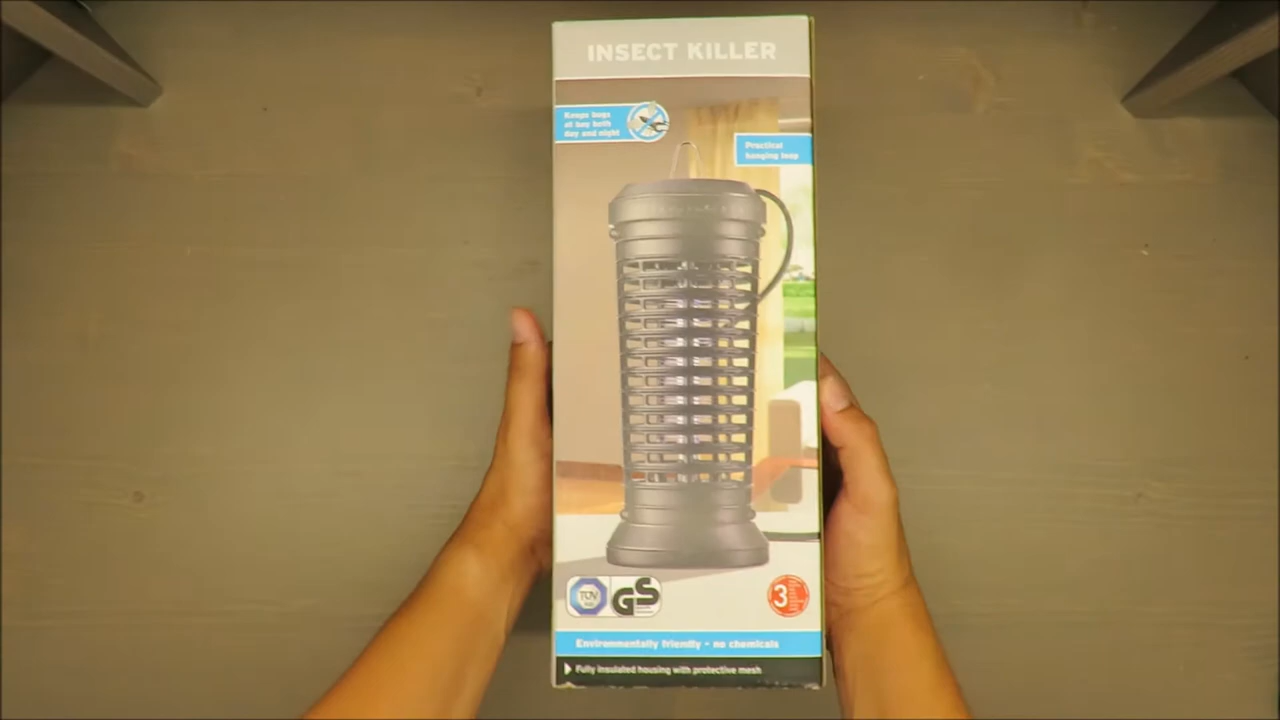 INSECT KILLER
Keeps bugs
at bay both
day and night
Practical
hanging loop
TÜV
GS
3
Environmentally friendly - no chemicals
Fully insulated housing with protective mesh